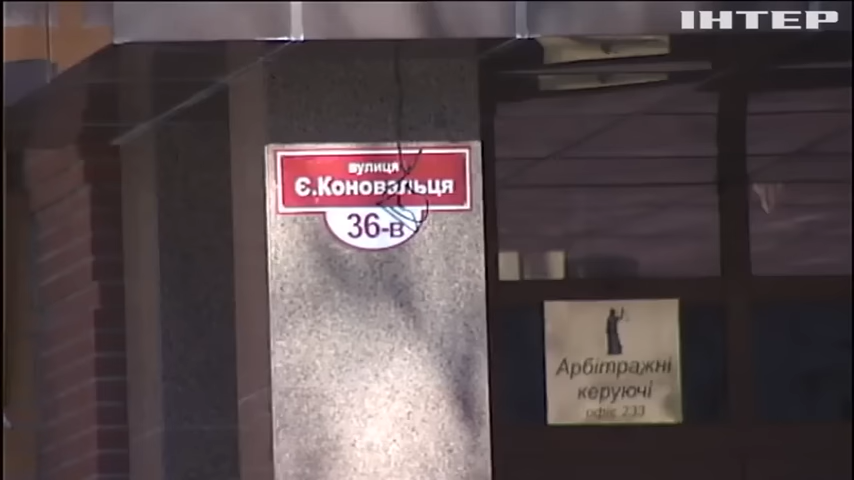 ІНТЕР
вулиця
Є.Коновальця
36-в
Арбітражні
керуючі
офіс 233